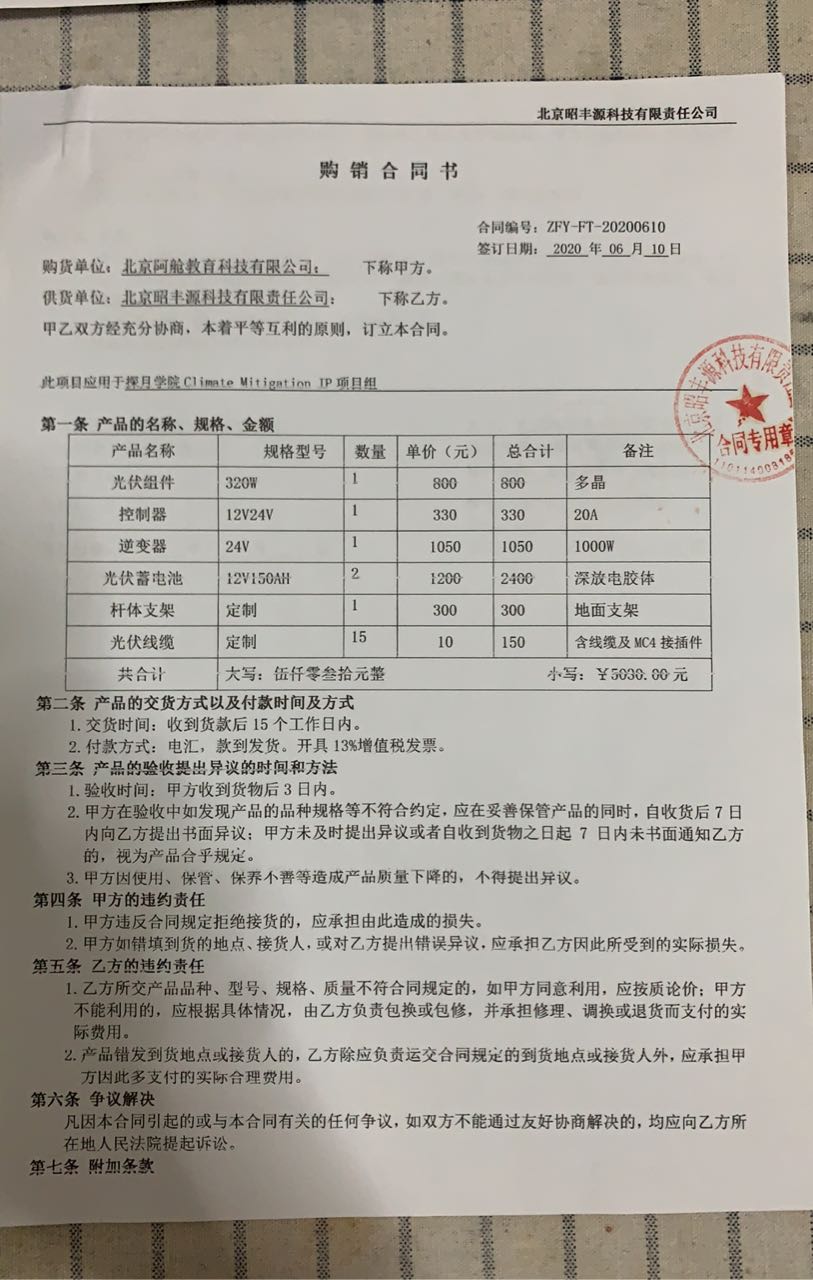 北京昭丰源科技有限责任公司
购销合同书
合同编号：ZFY-FT-20200610
签订日期： 2020 年 06 月 10 日
购货单位：北京阿舱教育科技有限公司； 下称甲方。
供货单位：北京昭丰源科技有限责任公司； 下称乙方。
甲乙双方经充分协商，本着平等互利的原则，订立本合同。
此项目应用于探月学院 Climate Mitigation IP 项目组
北京昭丰源科技有限责
合同专用章
第一条 产品的名称、规格、金额
产品名称 规格型号 数量 单价（元） 总合计 备注
光伏组件 320W 1 800 800 多晶
控制器 12V24V 1 330 330 20A
逆变器 24V 1 1050 1050 1000W
光伏蓄电池 12V150AH 2 1200 2400 深放电胶体
杆体支架 定制 1 300 300 地面支架
光伏线缆 定制 15 10 150 含线缆及MC4接插件
共合计 大写：伍仟零叁拾元整 小写：￥5030.00元
第二条 产品的交货方式以及付款时间及方式
1. 交货时间：收到货款后 15 个工作日内。
2. 付款方式：电汇，款到发货。开具 13%增值税发票。
第三条 产品的验收提出异议的时间和方法
1. 验收时间：甲方收到货物后 3 日内。
2. 甲方在验收中如发现产品的品种规格等不符合约定，应在妥善保管产品的同时，自收货后 7 日
内向乙方提出书面异议；甲方未及时提出异议或者自收到货物之日起 7 日内未书面通知乙方
的，视为产品合乎规定。
3. 甲方因使用、保管、保养不善等造成产品质量下降的，不得提出异议。
第四条 甲方的违约责任
1. 甲方违反合同规定拒绝接货的，应承担由此造成的损失。
2. 甲方如错填到货的地点、接货人，或对乙方提出错误异议，应承担乙方因此所受到的实际损失。
第五条 乙方的违约责任
1. 乙方所交产品品种、型号、规格、质量不符合同规定的，如甲方同意利用，应按质论价；甲方
不能利用的，应根据具体情况，由乙方负责包换或包修，并承担修理、调换或退货而支付的实
际费用。
2. 产品错发到货地点或接货人的，乙方除应负责运交合同规定的到货地点或接货人外，应承担甲
方因此多支付的实际合理费用。
第六条 争议解决
凡因本合同引起的或与本合同有关的任何争议，如双方不能通过友好协商解决的，均应向乙方所
在地人民法院提起诉讼。
第七条 附加条款